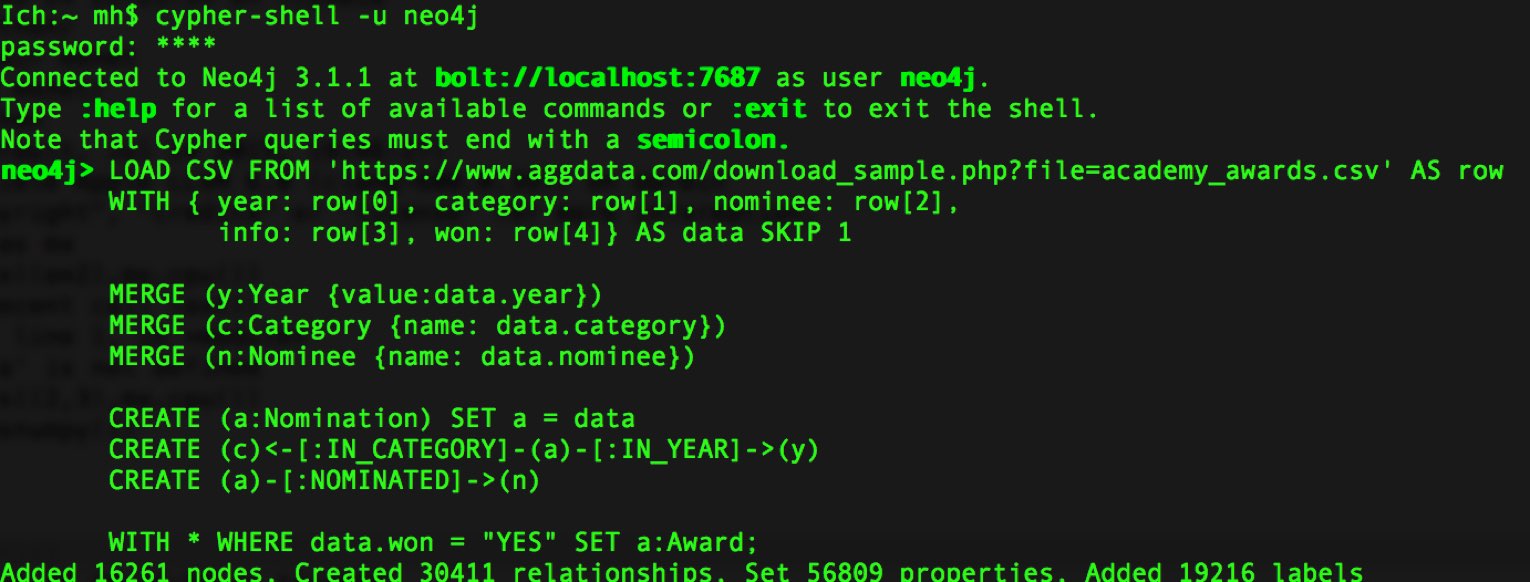 Ich:~ mh$ cypher-shell -u neo4j
password: ****
Connected to Neo4j 3.1.1 at bolt://localhost:7687 as user neo4j.
Type :help for a list of available commands or :exit to exit the shell.
Note that Cypher queries must end with a semicolon.
neo4j> LOAD CSV FROM 'https://www.aggdata.com/download_sample.php?file=academy_awards.csv' AS row
WITH { year: row[0], category: row[1], nominee: row[2],
info: row[3], won: row[4]} AS data SKIP 1
MERGE (y:Year {value:data.year})
MERGE (c:Category {name: data.category})
MERGE (n:Nominee {name: data.nominee})
CREATE (a:Nomination) SET a = data
CREATE (c)<-[:IN_CATEGORY]-(a)-[:IN_YEAR]->(y)
CREATE (a)-[:NOMINATED]->(n)
WITH * WHERE data.won = "YES" SET a:Award;
Added 16261 nodes, Created 30411 relationships, Set 56809 properties, Added 19216 labels